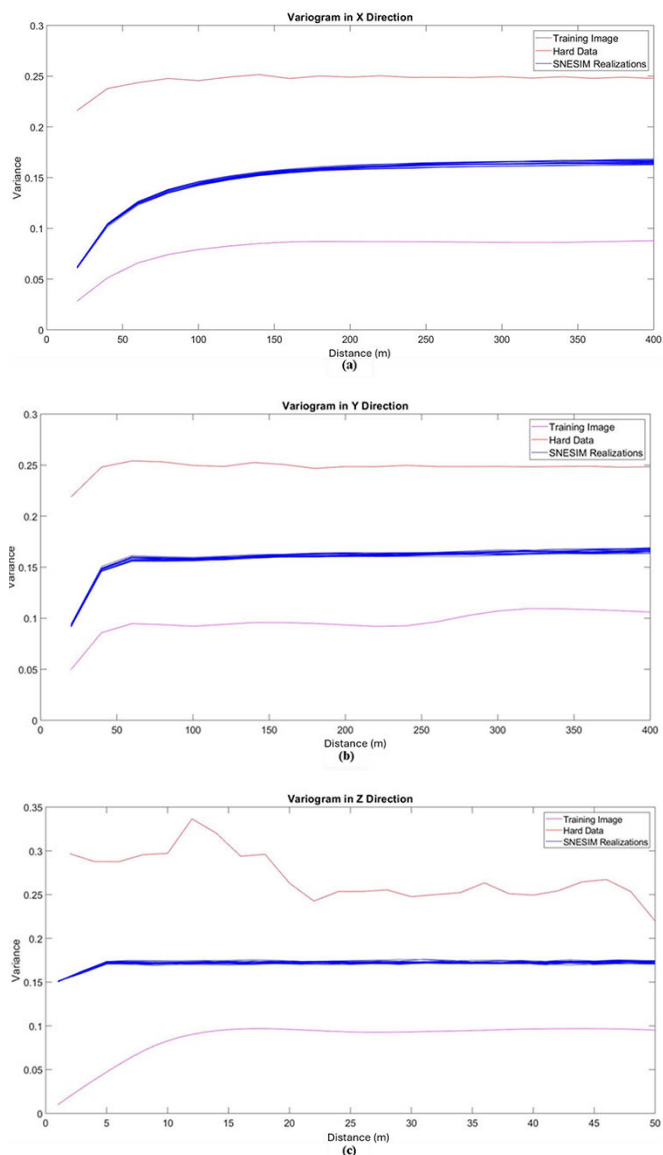 Variogram in X Direction
Training Image
Hard Data
SNESIM Realizations
0.3
0.25
0.2
0.15
0.1
0.05
0
Variance
0 50 100 150 200 250 300 350 400
Distance (m)
(a)
Variogram in Y Direction
Training Image
Hard Data
SNESIM Realizations
0.3
0.25
0.2
0.15
0.1
0.05
0
Variance
0 50 100 150 200 250 300 350 400
Distance (m)
(b)
Variogram in Z Direction
Training Image
Hard Data
SNESIM Realizations
0.35
0.3
0.25
0.2
0.15
0.1
0.05
0
Variance
0 5 10 15 20 25 30 35 40 45 50
Distance (m)
(c)